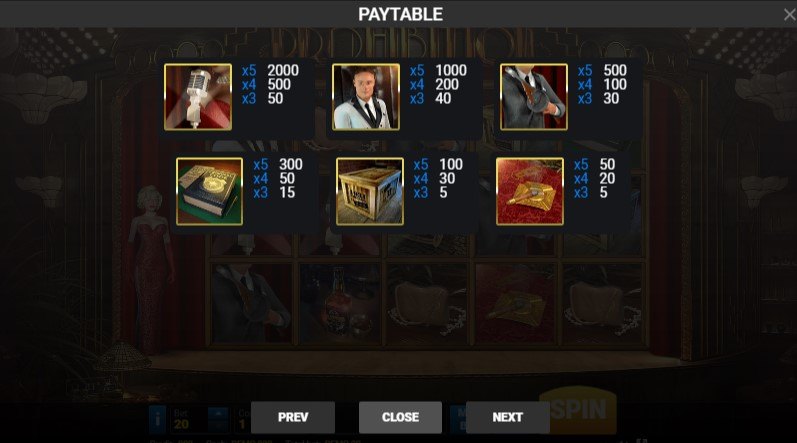 PAYTABLE
PROHIBITION
x5 2000
x4 500
x3 50
x5 1000
x4 200
x3 40
x5 500
x4 100
x3 30
x5 300
x4 50
x3 15
x5 100
x4 30
x3 5
x5 50
x4 20
x3 5
Bet
20
1
SPIN
PREV
CLOSE
NEXT